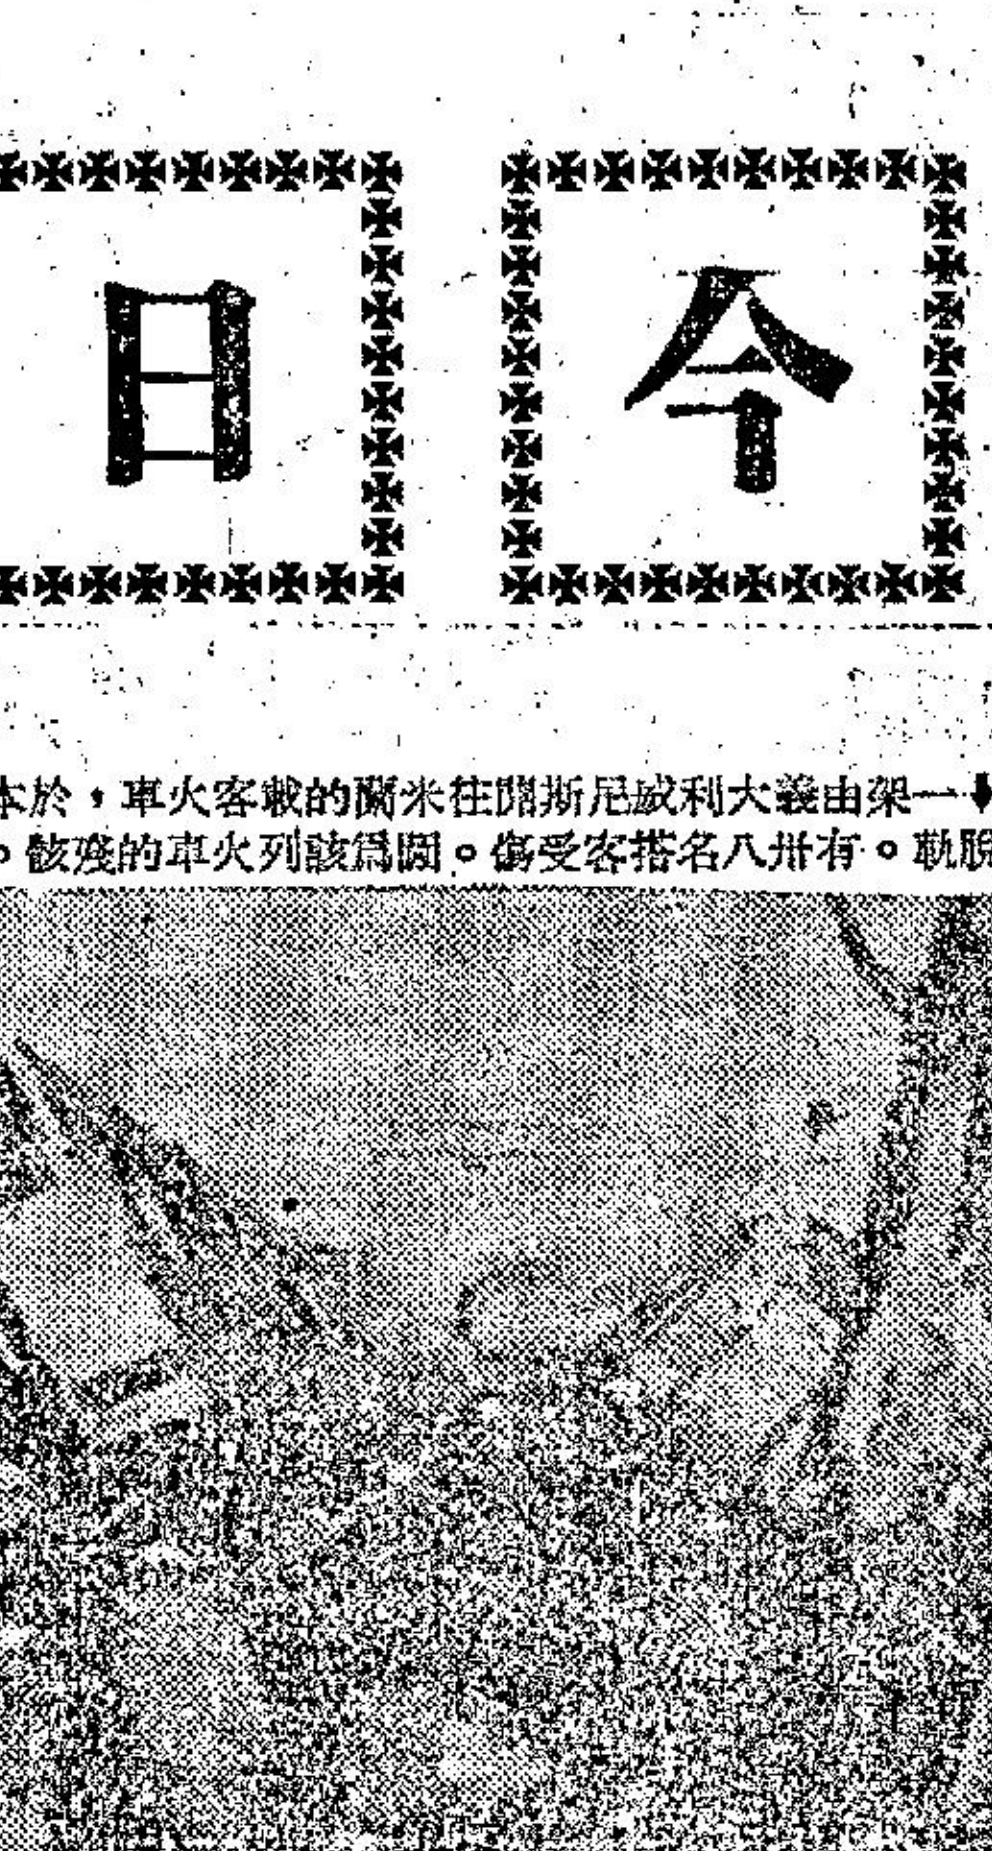 今日
一架由義大利威尼斯開往米蘭的載客火車，於本
脫軌。有卅八名搭客受傷。圖爲該列火車的殘骸。